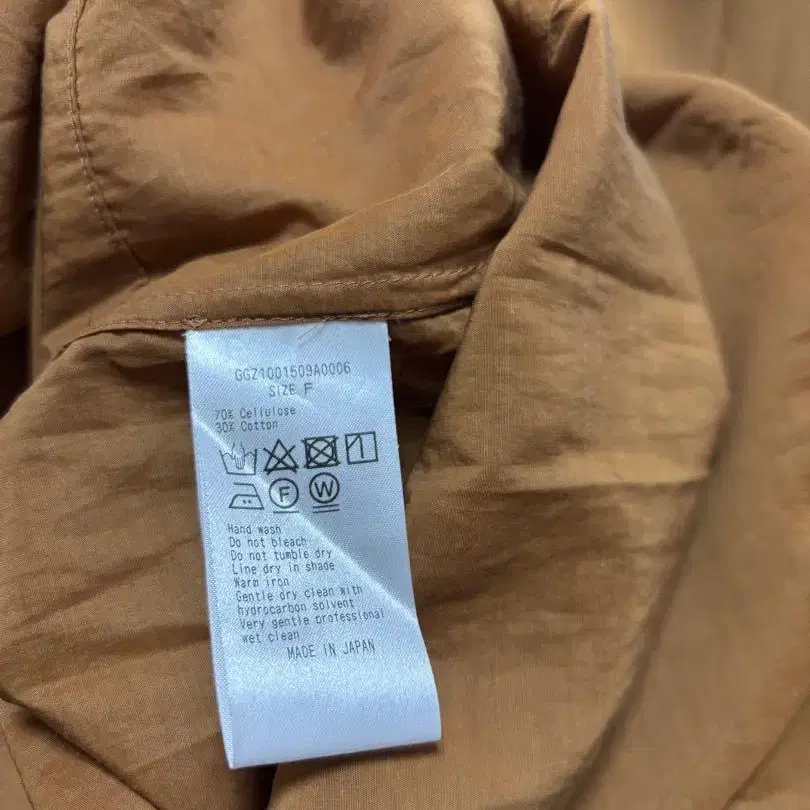 GGZ1001509A0006
SIZE F
70% Cellulose
30% Cotton
F W
Hand wash
Do not bleach
Do not tumble dry
Line dry in shade
Warm iron
Gentle dry clean with
hydrocarbon solvent
Very gentle professional
wet clean
MADE IN JAPAN